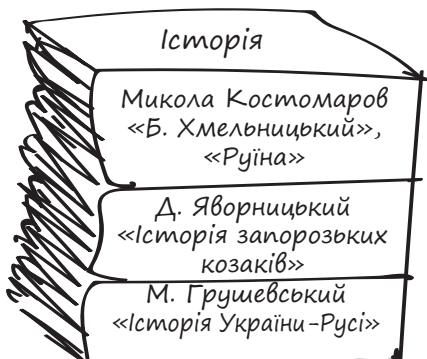 Історія
Микола Костомаров
«Б. Хмельницький»,
«Руїна»
Д. Яворницький
«Історія запорозьких
козаків»
М. Грушевський
«Історія України-Русі»